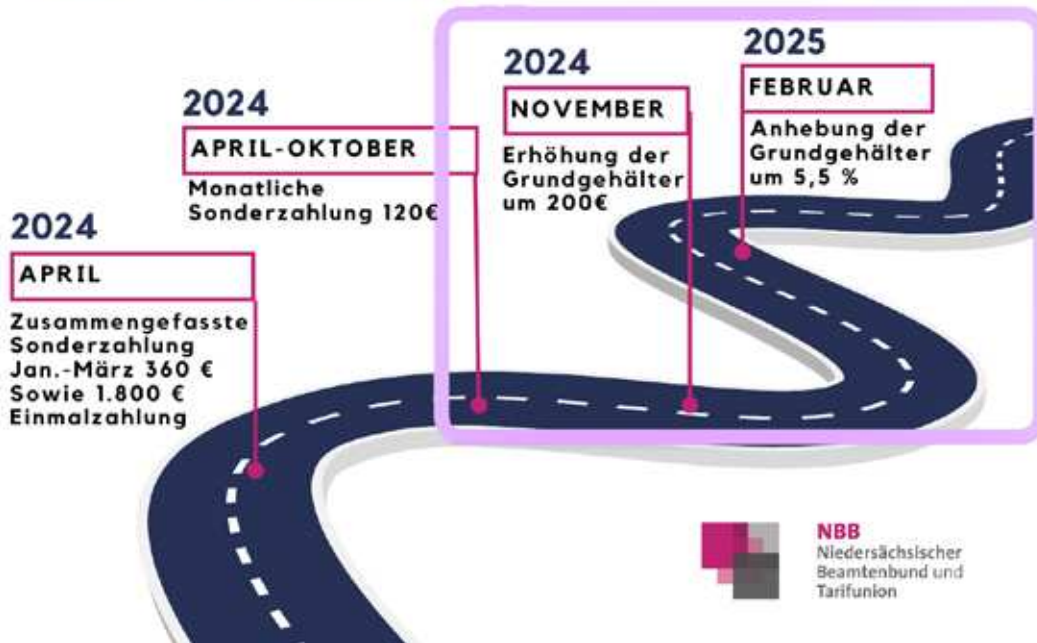 2024
APRIL
Zusammengefasste
Sonderzahlung
Jan.-März 360 €
Sowie 1.800 €
Einmalzahlung
2024
APRIL-OKTOBER
Monatliche
Sonderzahlung 120€
2024
NOVEMBER
Erhöhung der
Grundgehälter
um 200€
2025
FEBRUAR
Anhebung der
Grundgehälter
um 5,5 %
NBB
Niedersächsischer
Beamtenbund und
Tarifunion